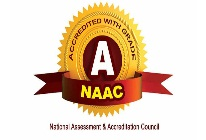 ACCREDITED WITH GRADE
A
NAAC
National Assessment & Accreditation Council